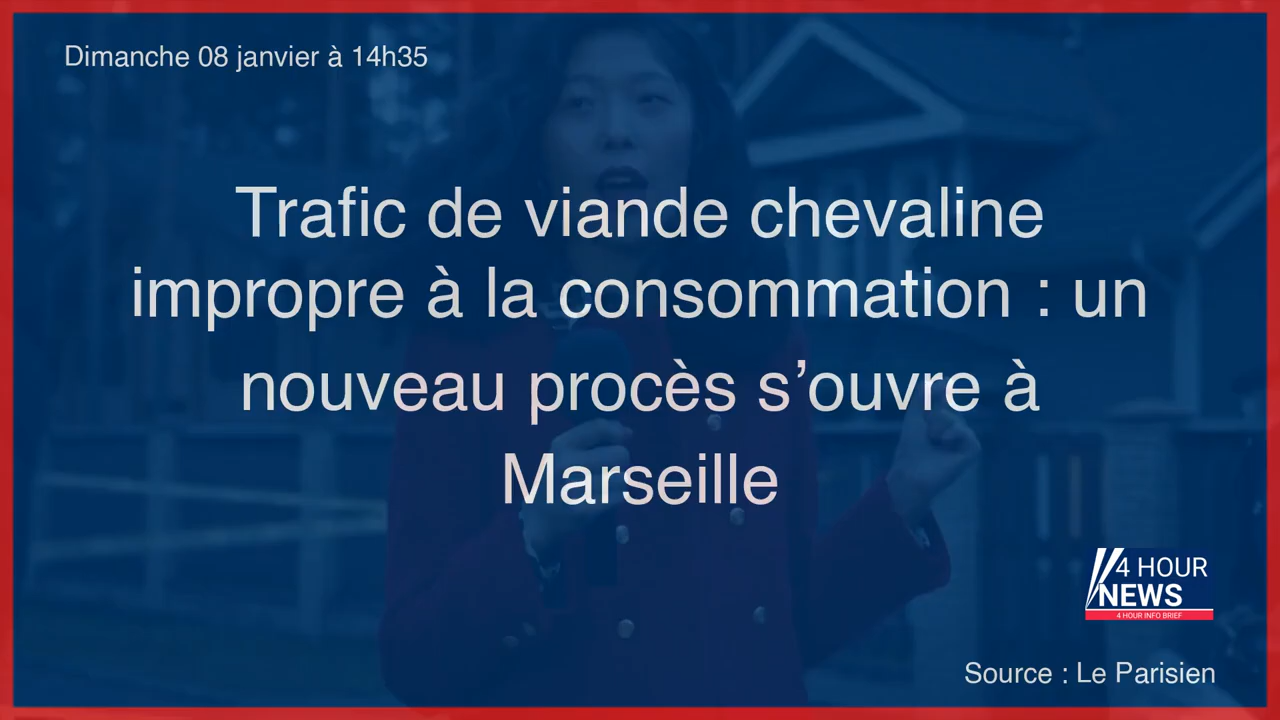 Dimanche 08 janvier à 14h35
Trafic de viande chevaline
impropre à la consommation : un
nouveau procès s’ouvre à
Marseille
4 HOUR
NEWS
4 HOUR INFO BRIEF
Source : Le Parisien